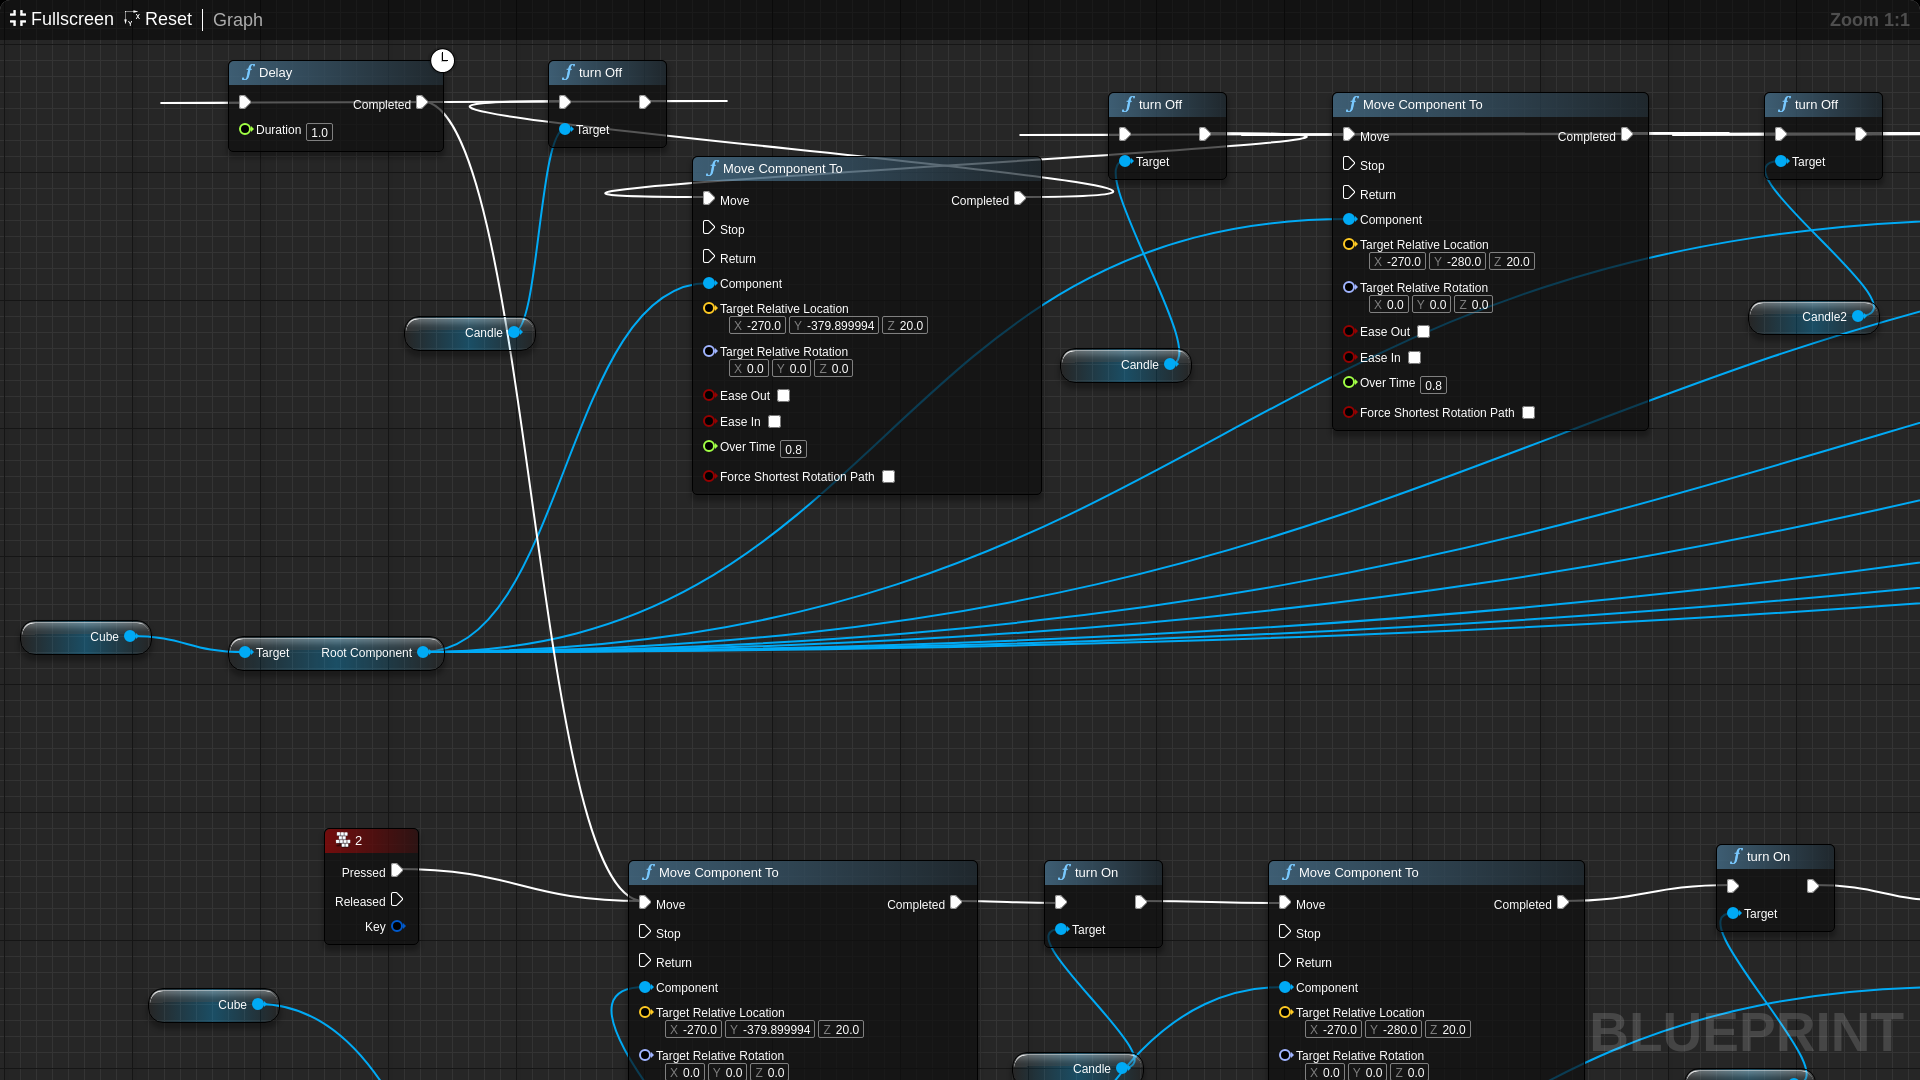 Fullscreen Reset Graph
Zoom 1:1
Delay
Completed
Duration 1.0
turn Off
Target
Move Component To
Move Completed
Stop
Return
Component
Target Relative Location
X -270.0 Y -379.899994 Z 20.0
Target Relative Rotation
X 0.0 Y 0.0 Z 0.0
Ease Out
Ease In
Over Time 0.8
Force Shortest Rotation Path
turn Off
Target
Move Component To
Move Completed
Stop
Return
Component
Target Relative Location
X -270.0 Y -280.0 Z 20.0
Target Relative Rotation
X 0.0 Y 0.0 Z 0.0
Ease Out
Ease In
Over Time 0.8
Force Shortest Rotation Path
turn Off
Target
Candle
Candle
Candle2
Cube
Target Root Component
2
Pressed
Released
Key
Cube
Move Component To
Move Completed
Stop
Return
Component
Target Relative Location
X -270.0 Y -379.899994 Z 20.0
Target Relative Rotation
X 0.0 Y 0.0 Z 0.0
turn On
Target
Candle
Move Component To
Move Completed
Stop
Return
Component
Target Relative Location
X -270.0 Y -280.0 Z 20.0
Target Relative Rotation
X 0.0 Y 0.0 Z 0.0
turn On
Target
BLUEPRINT